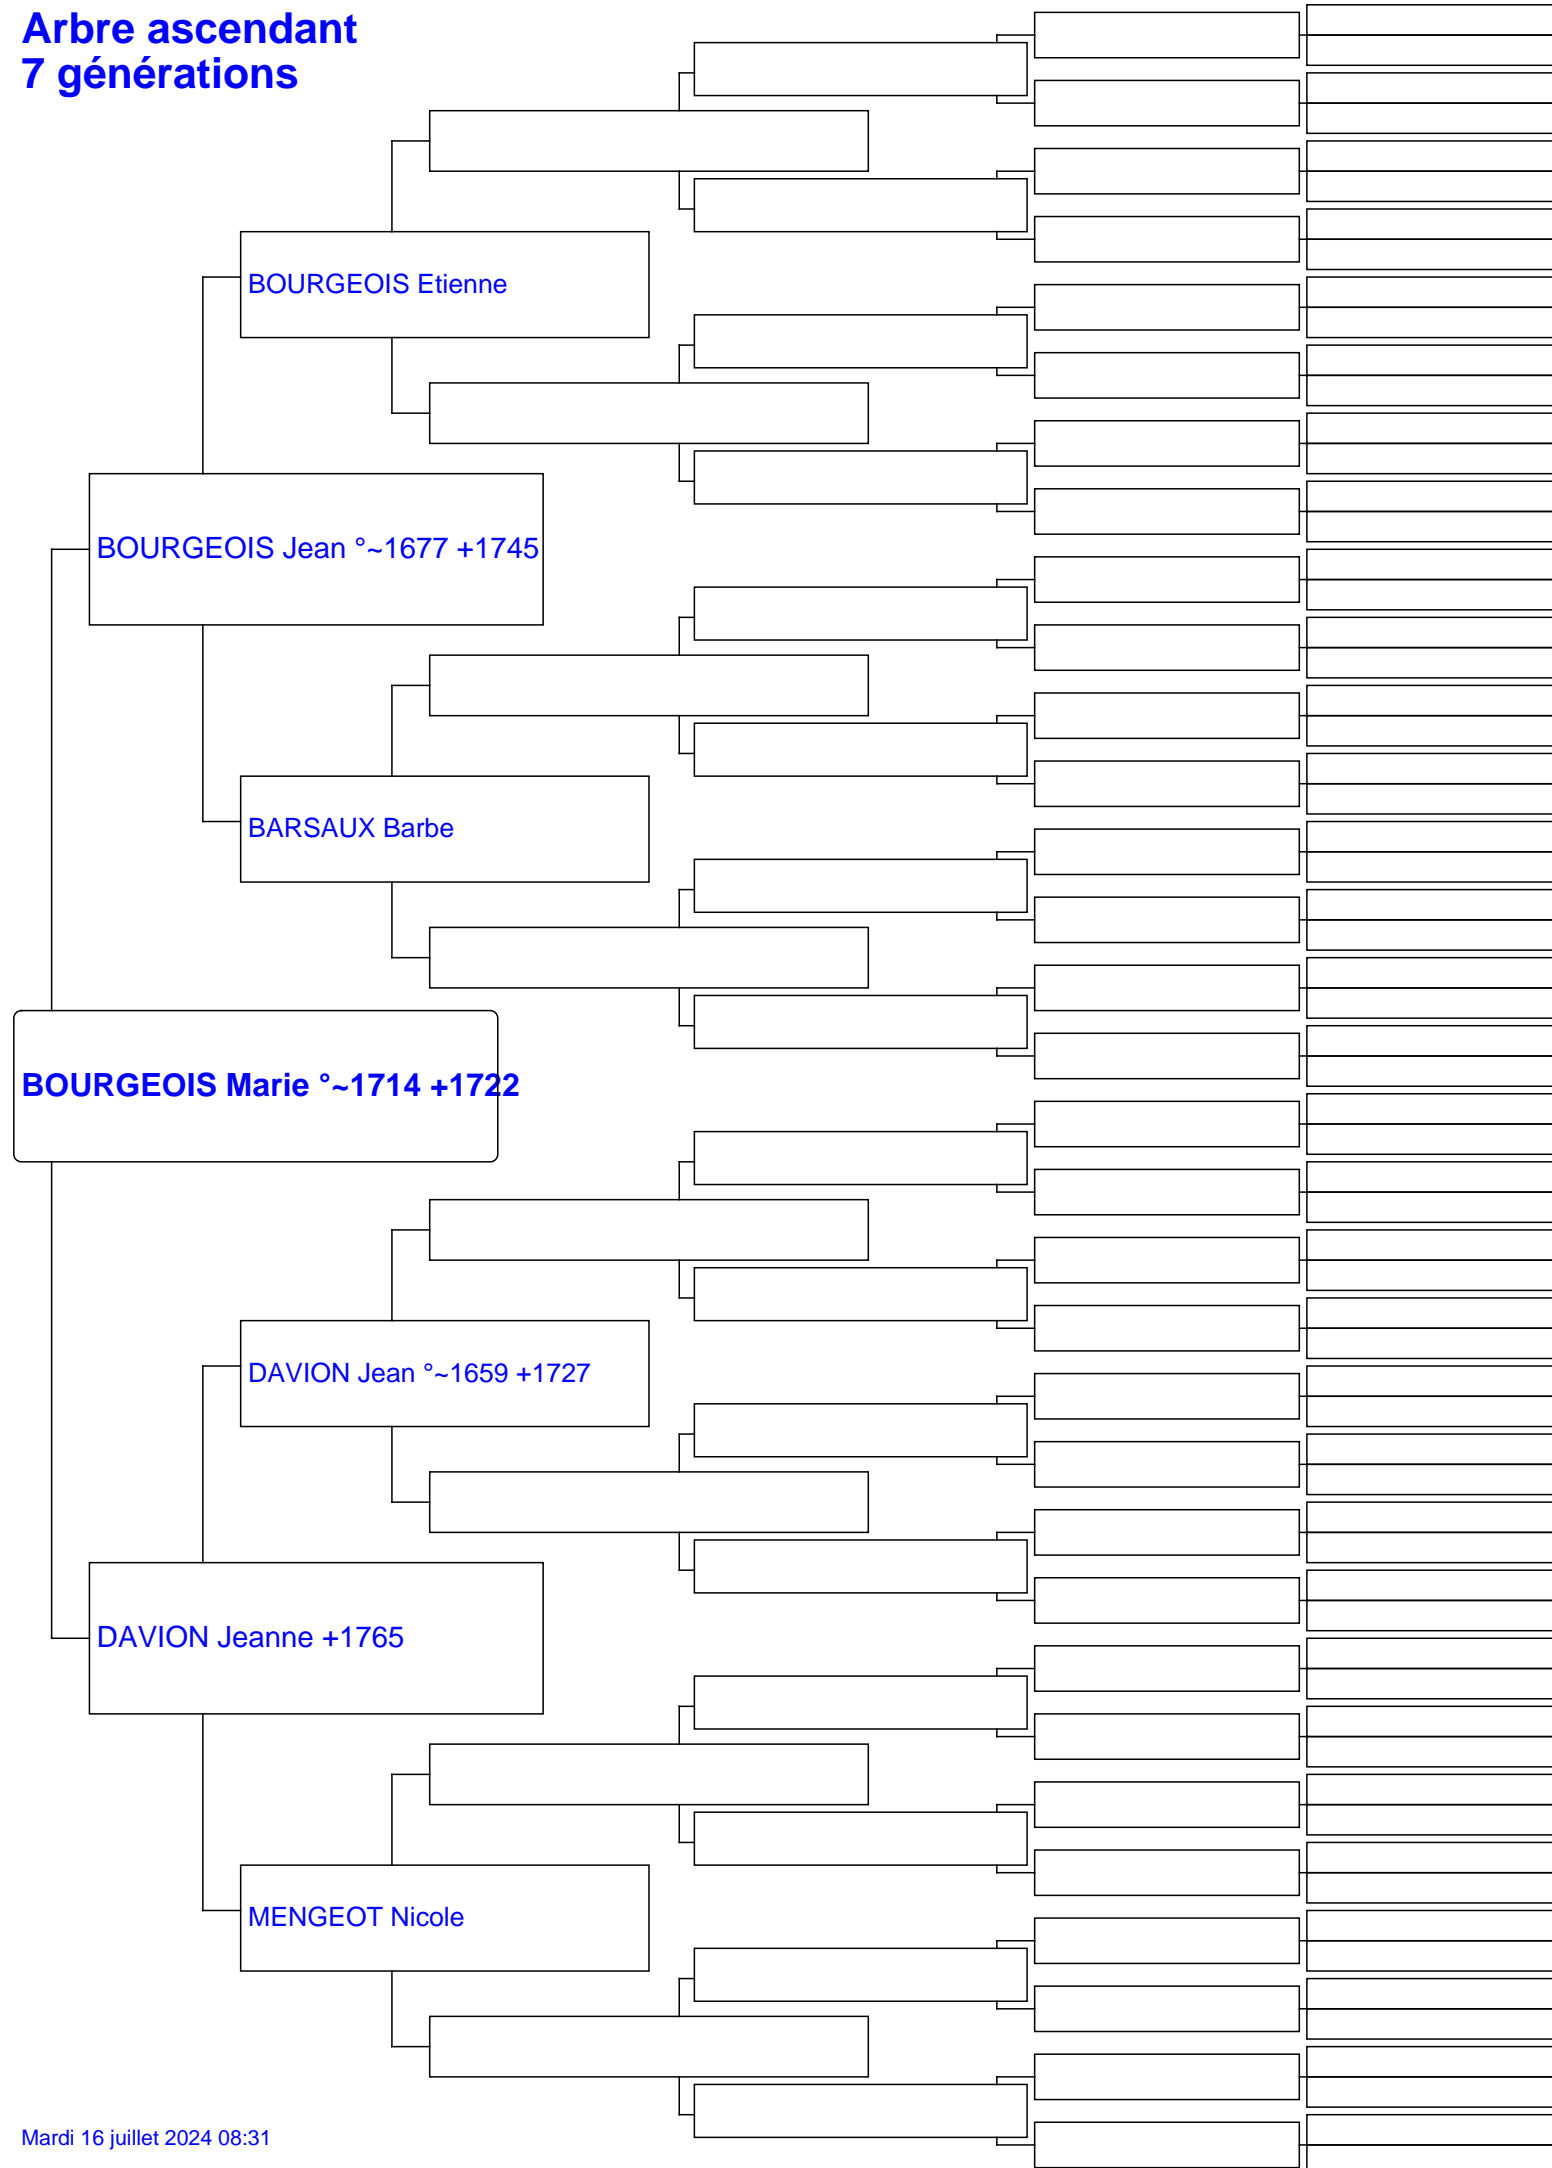 Arbre ascendant
7 générations
BOURGEOIS Etienne
BOURGEOIS Jean °~1677 +1745
BARSAUX Barbe
BOURGEOIS Marie °~1714 +1722
DAVION Jean °~1659 +1727
DAVION Jeanne +1765
MENGEOT Nicole
Mardi 16 juillet 2024 08:31